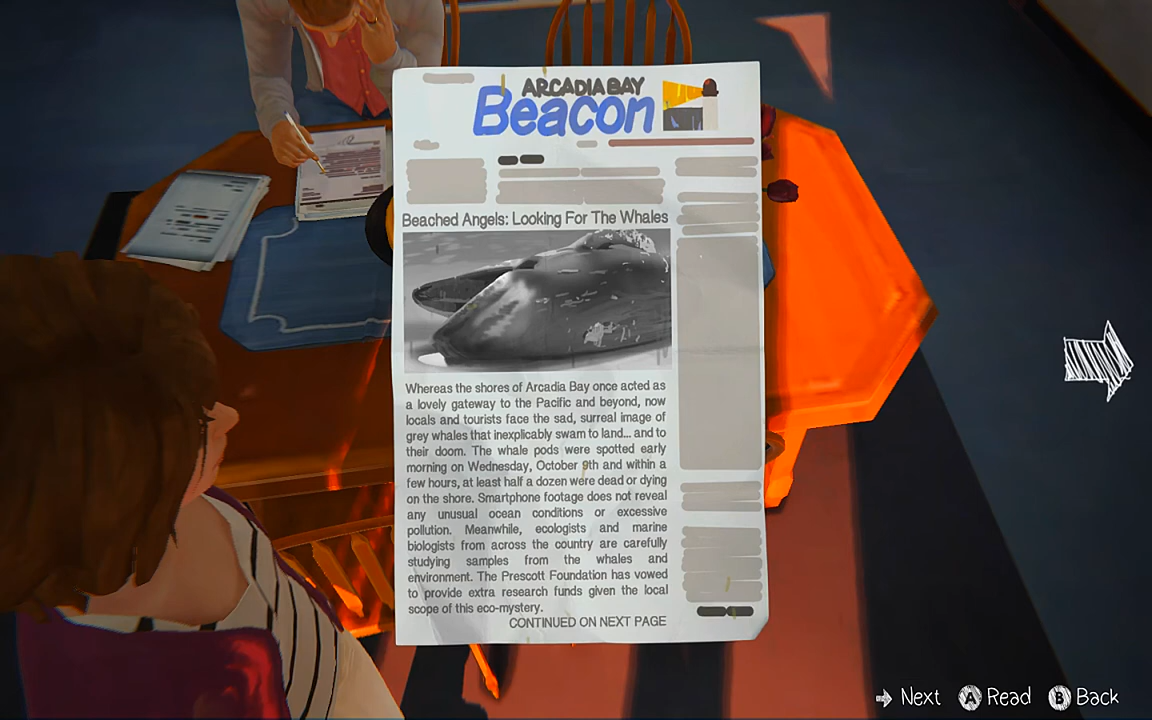 ARCADIA BAY
Beacon
Beached Angels: Looking For The Whales
Whereas the shores of Arcadia Bay once acted as
a lovely gateway to the Pacific and beyond, now
locals and tourists face the sad, surreal image of
grey whales that inexplicably swam to land... and to
their doom. The whale pods were spotted early
morning on Wednesday, October 9th and within a
few hours, at least half a dozen were dead or dying
on the shore. Smartphone footage does not reveal
any unusual ocean conditions or excessive
pollution. Meanwhile, ecologists and marine
biologists from across the country are carefully
studying samples from the whales and
environment. The Prescott Foundation has vowed
to provide extra research funds given the local
scope of this eco-mystery.
CONTINUED ON NEXT PAGE
Next A Read B Back